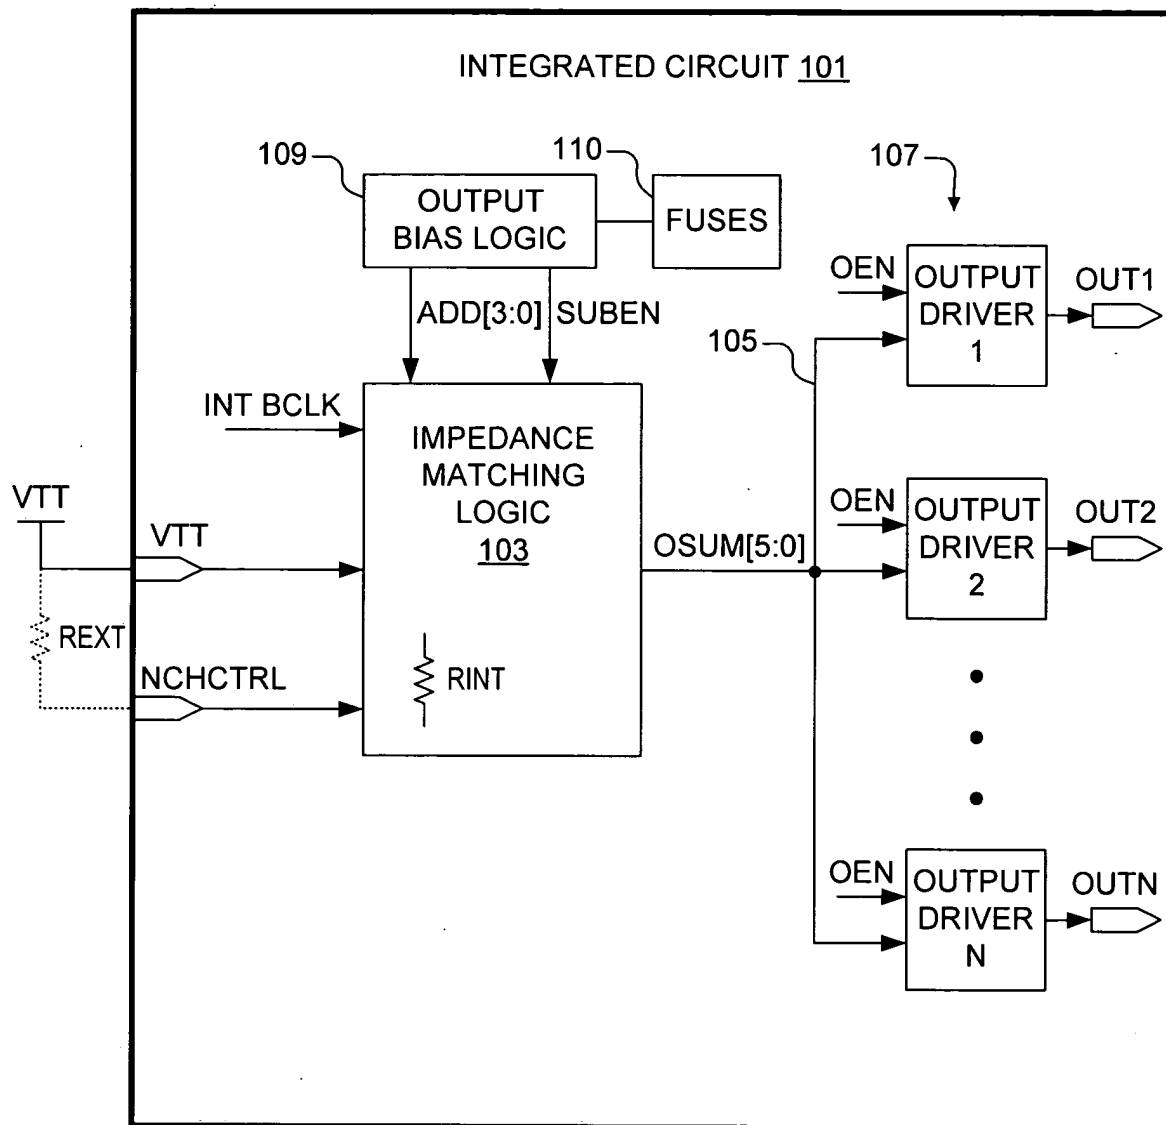 INTEGRATED CIRCUIT 101
109
110
107
OUTPUT
BIAS LOGIC
FUSES
ADD[3:0] SUBEN
OEN
OUTPUT
DRIVER
1
OUT1
105
INT BCLK
IMPEDANCE
MATCHING
LOGIC
103
VTT
VTT
REXT
NCHCTRL
RINT
OSUM[5:0]
OEN
OUTPUT
DRIVER
2
OUT2
OEN
OUTPUT
DRIVER
N
OUTN